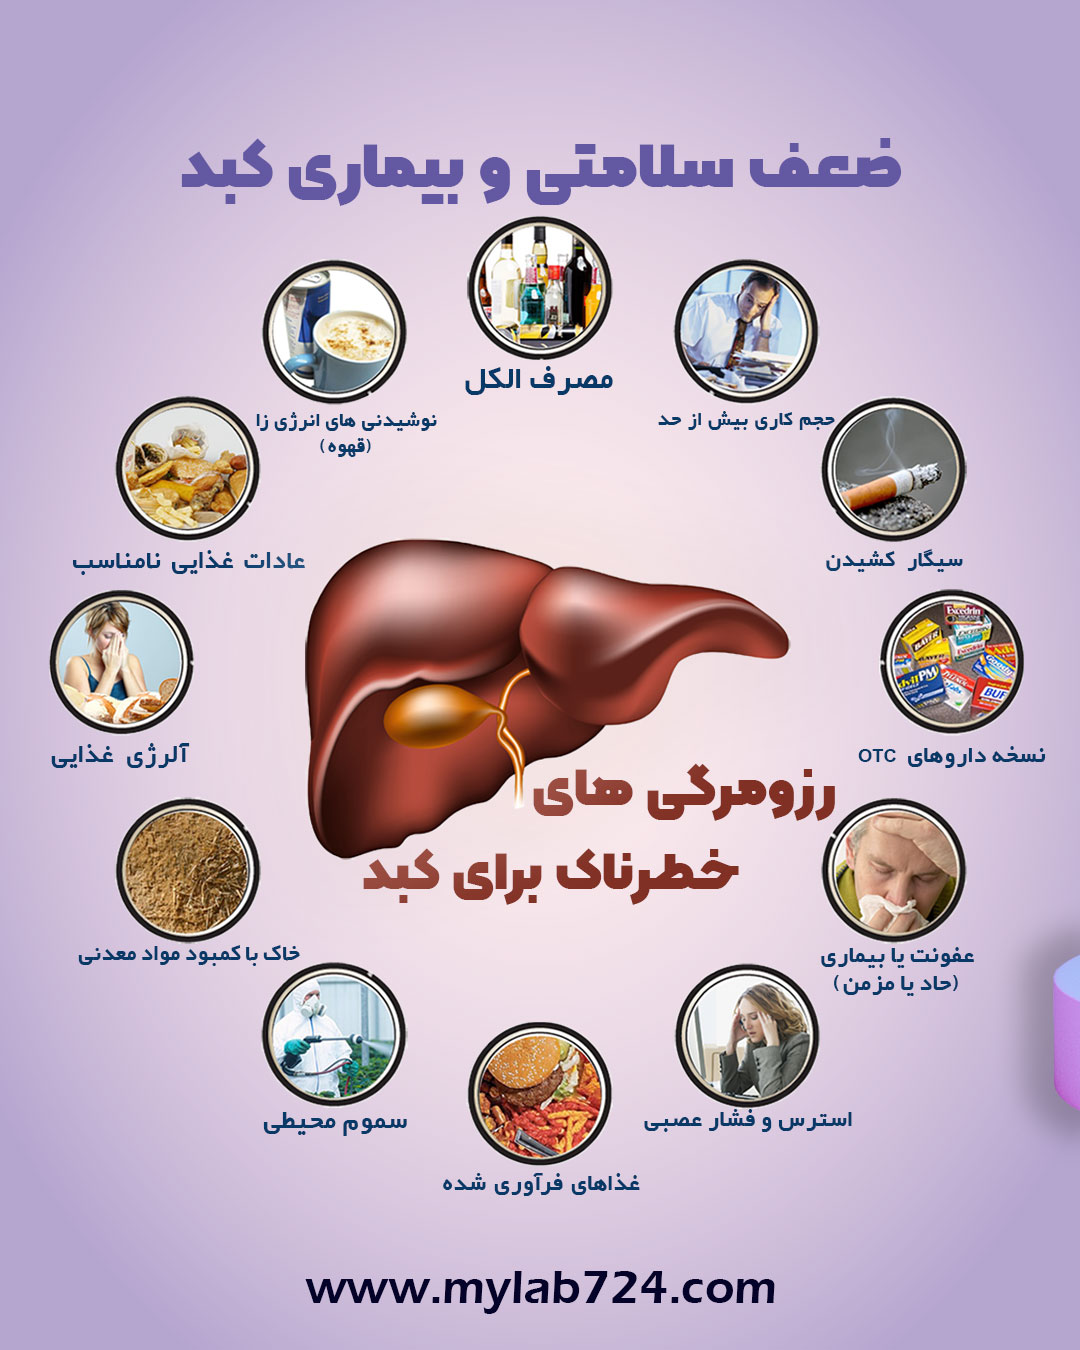 ضعف سلامتی و بیماری کبد
مصرف الکل
حجم کاری بیش از حد
نوشیدنی های انرژی زا
(قهوه)
سیگار کشیدن
عادات غذایی نامناسب
نسخه داروهای OTC
آلرژی غذایی
رزومرگی های
خطرناک برای کبد
عفونت یا بیماری
(حاد یا مزمن)
خاک با کمبود مواد معدنی
استرس و فشار عصبی
سموم محیطی
غذاهای فرآوری شده
www.mylab724.com